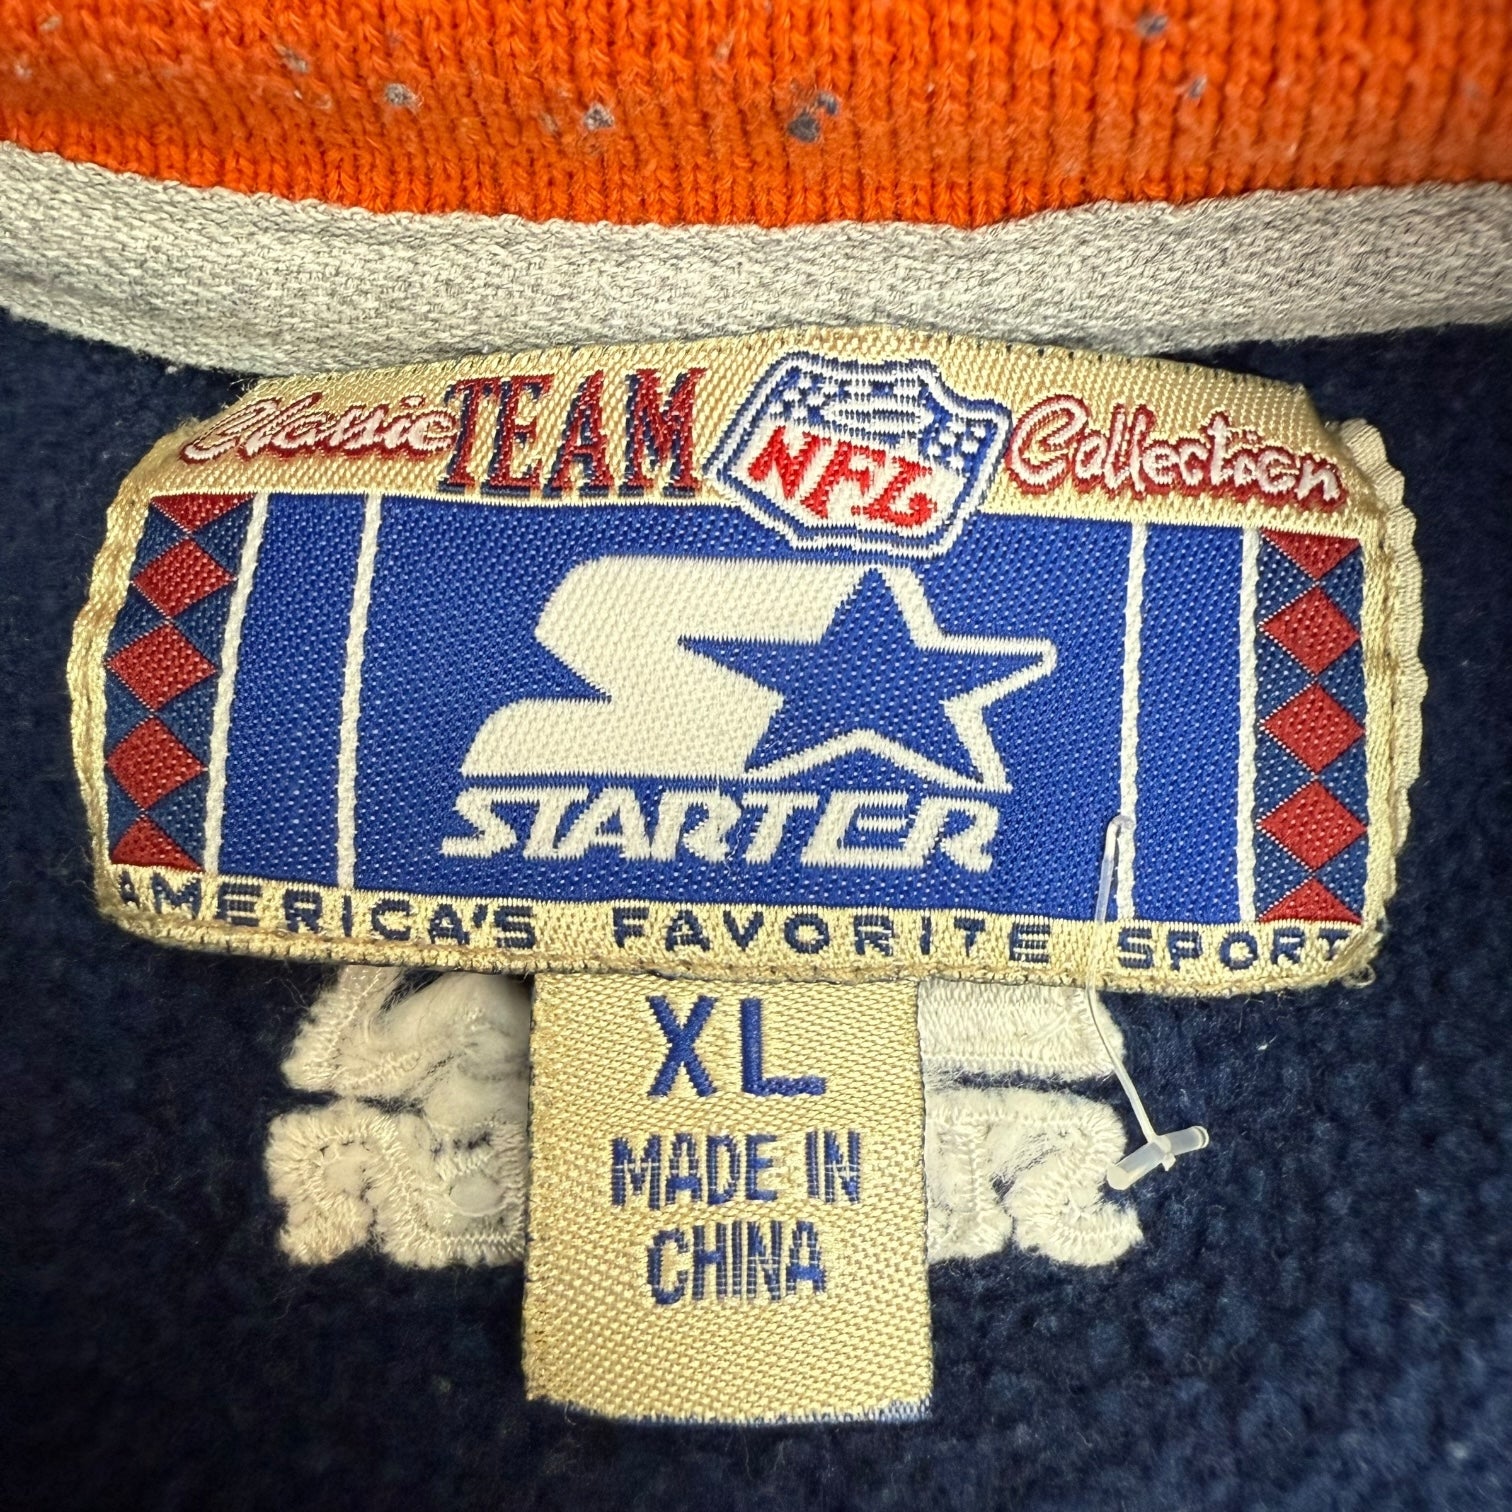 Classic TEAM NFL Collection
STARTER
AMERICA'S FAVORITE SPORT
XL
MADE IN
CHINA